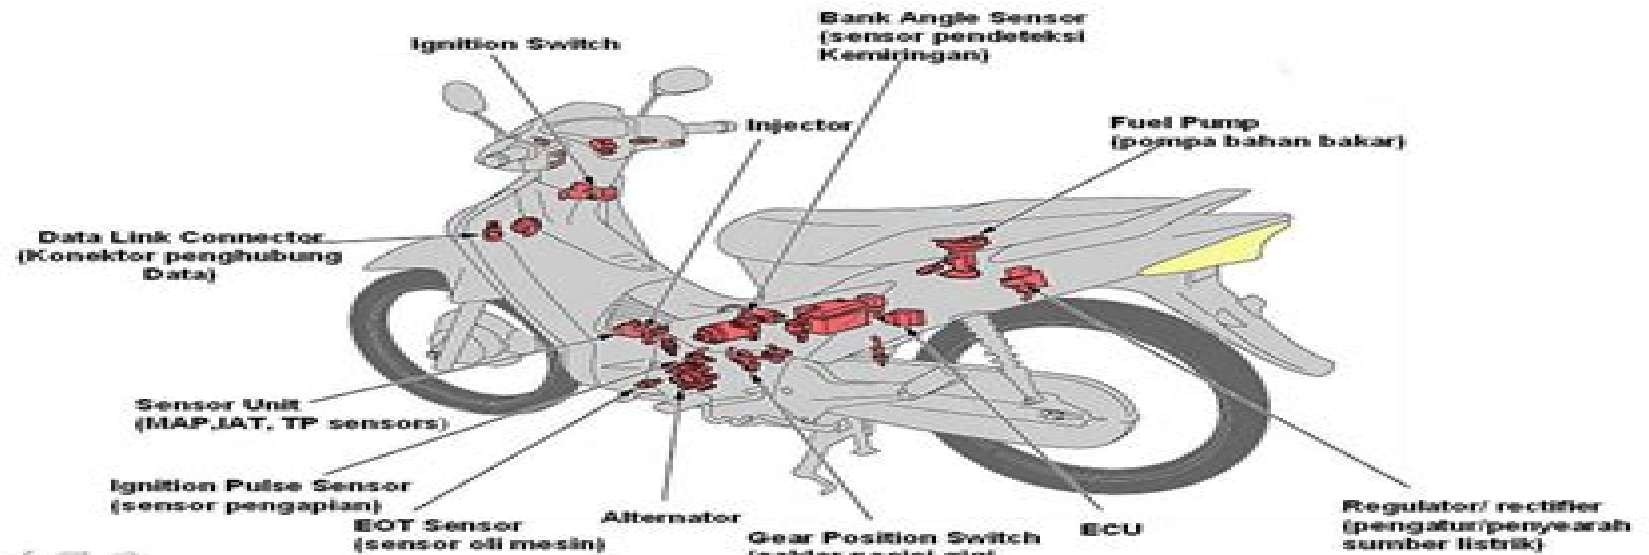 Bank Angle Sensor
(sensor pendeteksi
Kemiringan)
Ignition Switch
Injector
Fuel Pump
(pompa bahan bakar)
Data Link Connector
(Konektor penghubung
Data)
Sensor Unit
(MAP,IAT, TP sensors)
Ignition Pulse Sensor
(sensor pengapian)
EOT Sensor
(sensor oli mesin)
Alternator
Gear Position Switch
ECU
Regulator/ rectifier
(pengatur/penyearah
sumber listrik)